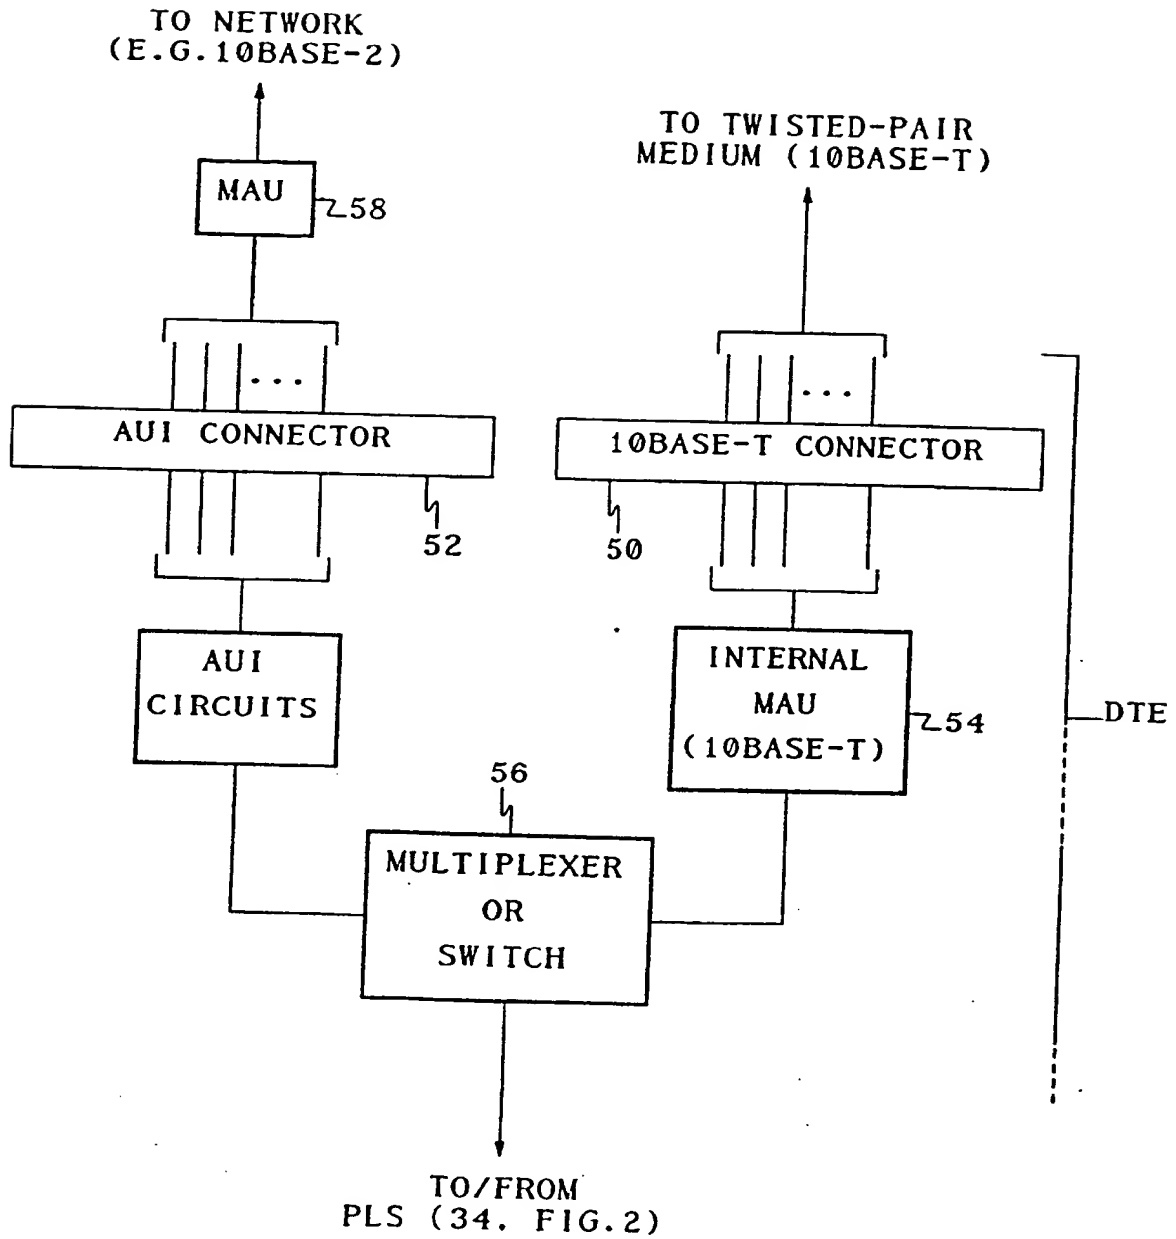 TO NETWORK
(E.G.10BASE-2)
TO TWISTED-PAIR
MEDIUM (10BASE-T)
MAU
58
...
...
AUI CONNECTOR
10BASE-T CONNECTOR
52
50
AUI
CIRCUITS
INTERNAL
MAU
(10BASE-T)
54
DTE
56
MULTIPLEXER
OR
SWITCH
TO/FROM
PLS (34. FIG.2)